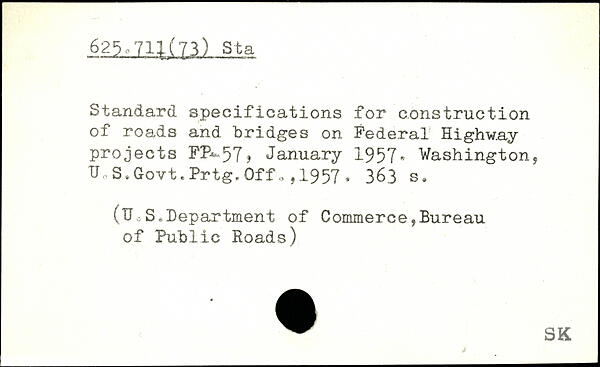 625.711(73) Sta
Standard specifications for construction
of roads and bridges on Federal Highway
projects FP-57, January 1957. Washington,
U.S.Govt.Prtg.Off.,1957. 363 s.
(U.S.Department of Commerce,Bureau
of Public Roads)
SK